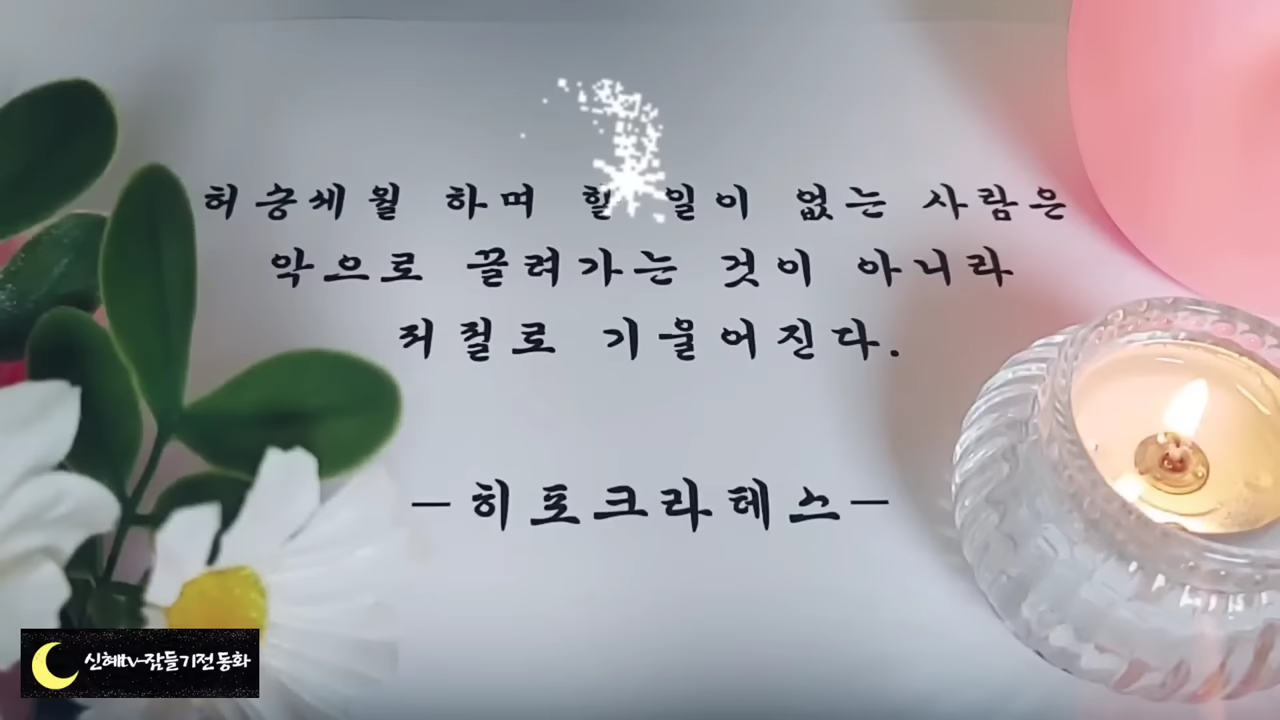 허숭세월 하며 할 일이 없는 사람은
악으로 끌려가는 것이 아니라
저절로 기울어진다.
-히포크라테스-
신혜tv-잠들기전 동화